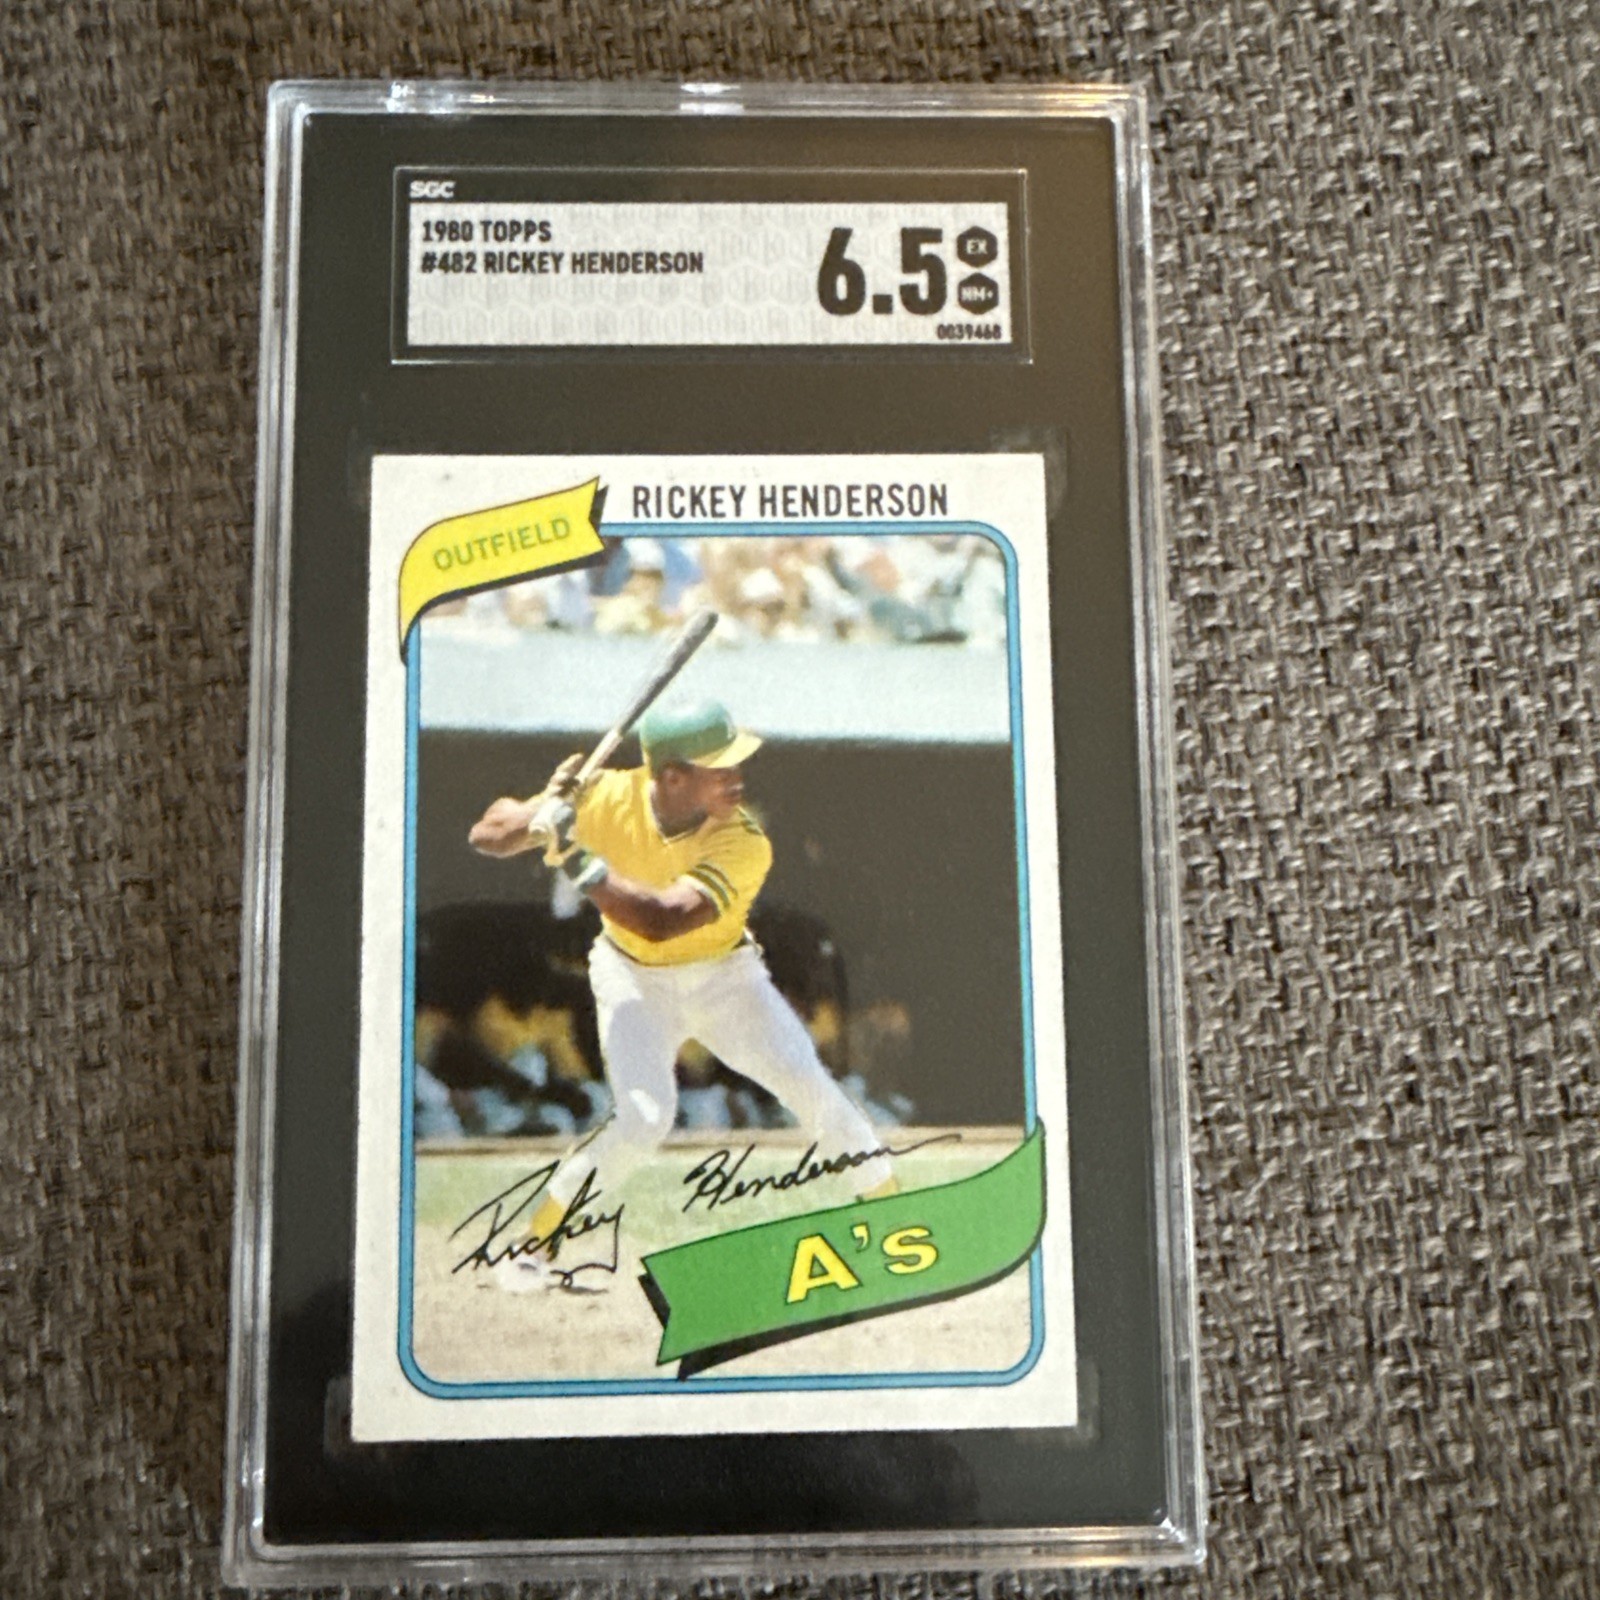 SGC
1980 TOPPS
#482 RICKEY HENDERSON
6.5
EX
NM+
0039468
RICKEY HENDERSON
OUTFIELD
Rickey Henderson
A's